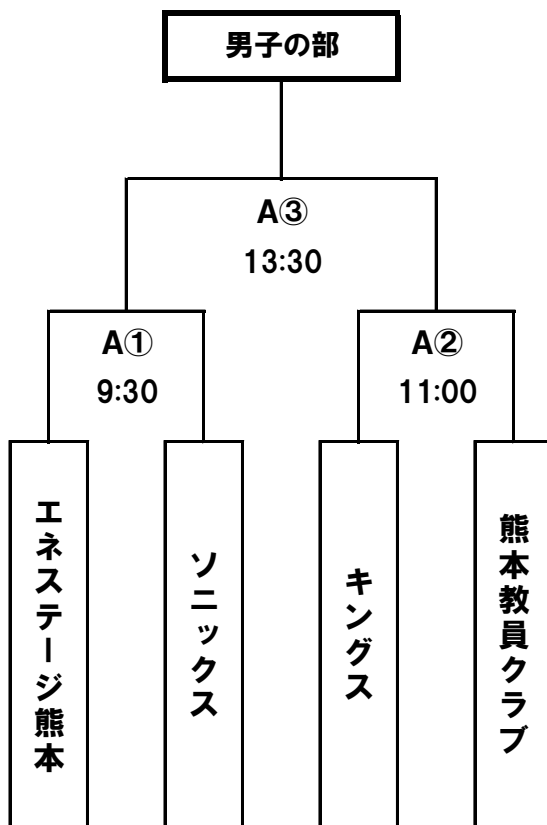 男子の部
A③
13:30
A①
9:30
A②
11:00
エネステージ熊本
ソニックス
キングス
熊本教員クラブ